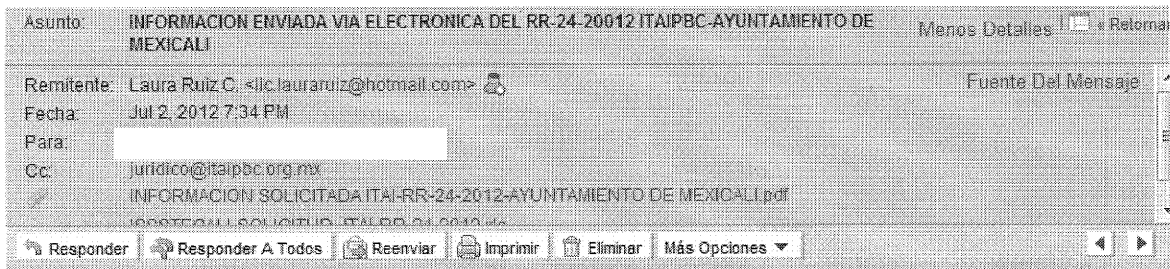 Asunto: INFORMACION ENVIADA VIA ELECTRONICA DEL RR-24-20012 ITAIPBC-AYUNTAMIENTO DE
MEXICALI
Menos Detalles « Retornar
Remitente: Laura Ruiz C. <lic.lauraruiz@hotmail.com>
Fuente Del Mensaje
Fecha: Jul 2, 2012 7:34 PM
Para:
Cc: juridico@itaipbc.org.mx
INFORMACION SOLICITADA ITAI-RR-24-2012-AYUNTAMIENTO DE MEXICALI.pdf
Responder Responder A Todos Reenviar Imprimir Eliminar Más Opciones